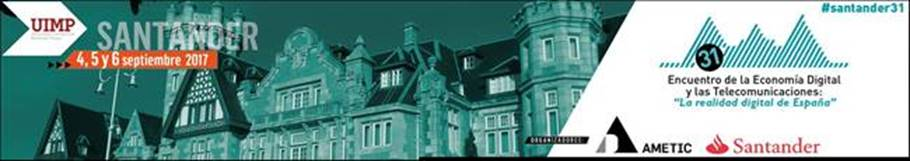 UIMP
SANTANDER
4, 5 y 6 septiembre 2017
#santander31
31
Encuentro de la Economía Digital
y las Telecomunicaciones:
"La realidad digital de España"
ORGANIZADORES
AMETIC
Santander